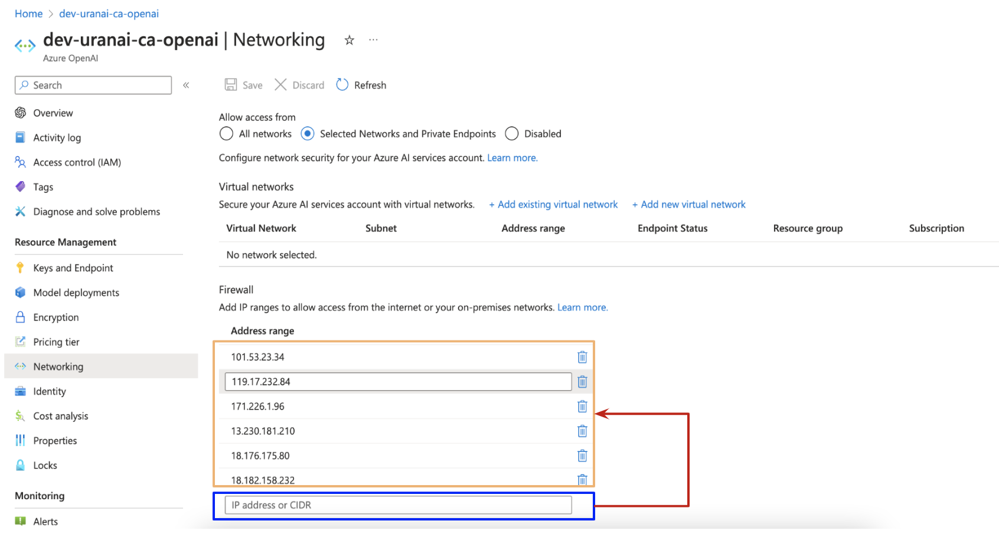 Home > dev-uranai-ca-openai
dev-uranai-ca-openai | Networking
Azure OpenAI
Search
Overview
Activity log
Access control (IAM)
Tags
Diagnose and solve problems
Resource Management
Keys and Endpoint
Model deployments
Encryption
Pricing tier
Networking
Identity
Cost analysis
Properties
Locks
Monitoring
Alerts
Save Discard Refresh
Allow access from
All networks Selected Networks and Private Endpoints Disabled
Configure network security for your Azure AI services account. Learn more.
Virtual networks
Secure your Azure AI services account with virtual networks. + Add existing virtual network + Add new virtual network
Virtual Network Subnet Address range Endpoint Status Resource group Subscription
No network selected.
Firewall
Add IP ranges to allow access from the internet or your on-premises networks. Learn more.
Address range
101.53.23.34
119.17.232.84
171.226.1.96
13.230.181.210
18.176.175.80
18.182.158.232
IP address or CIDR